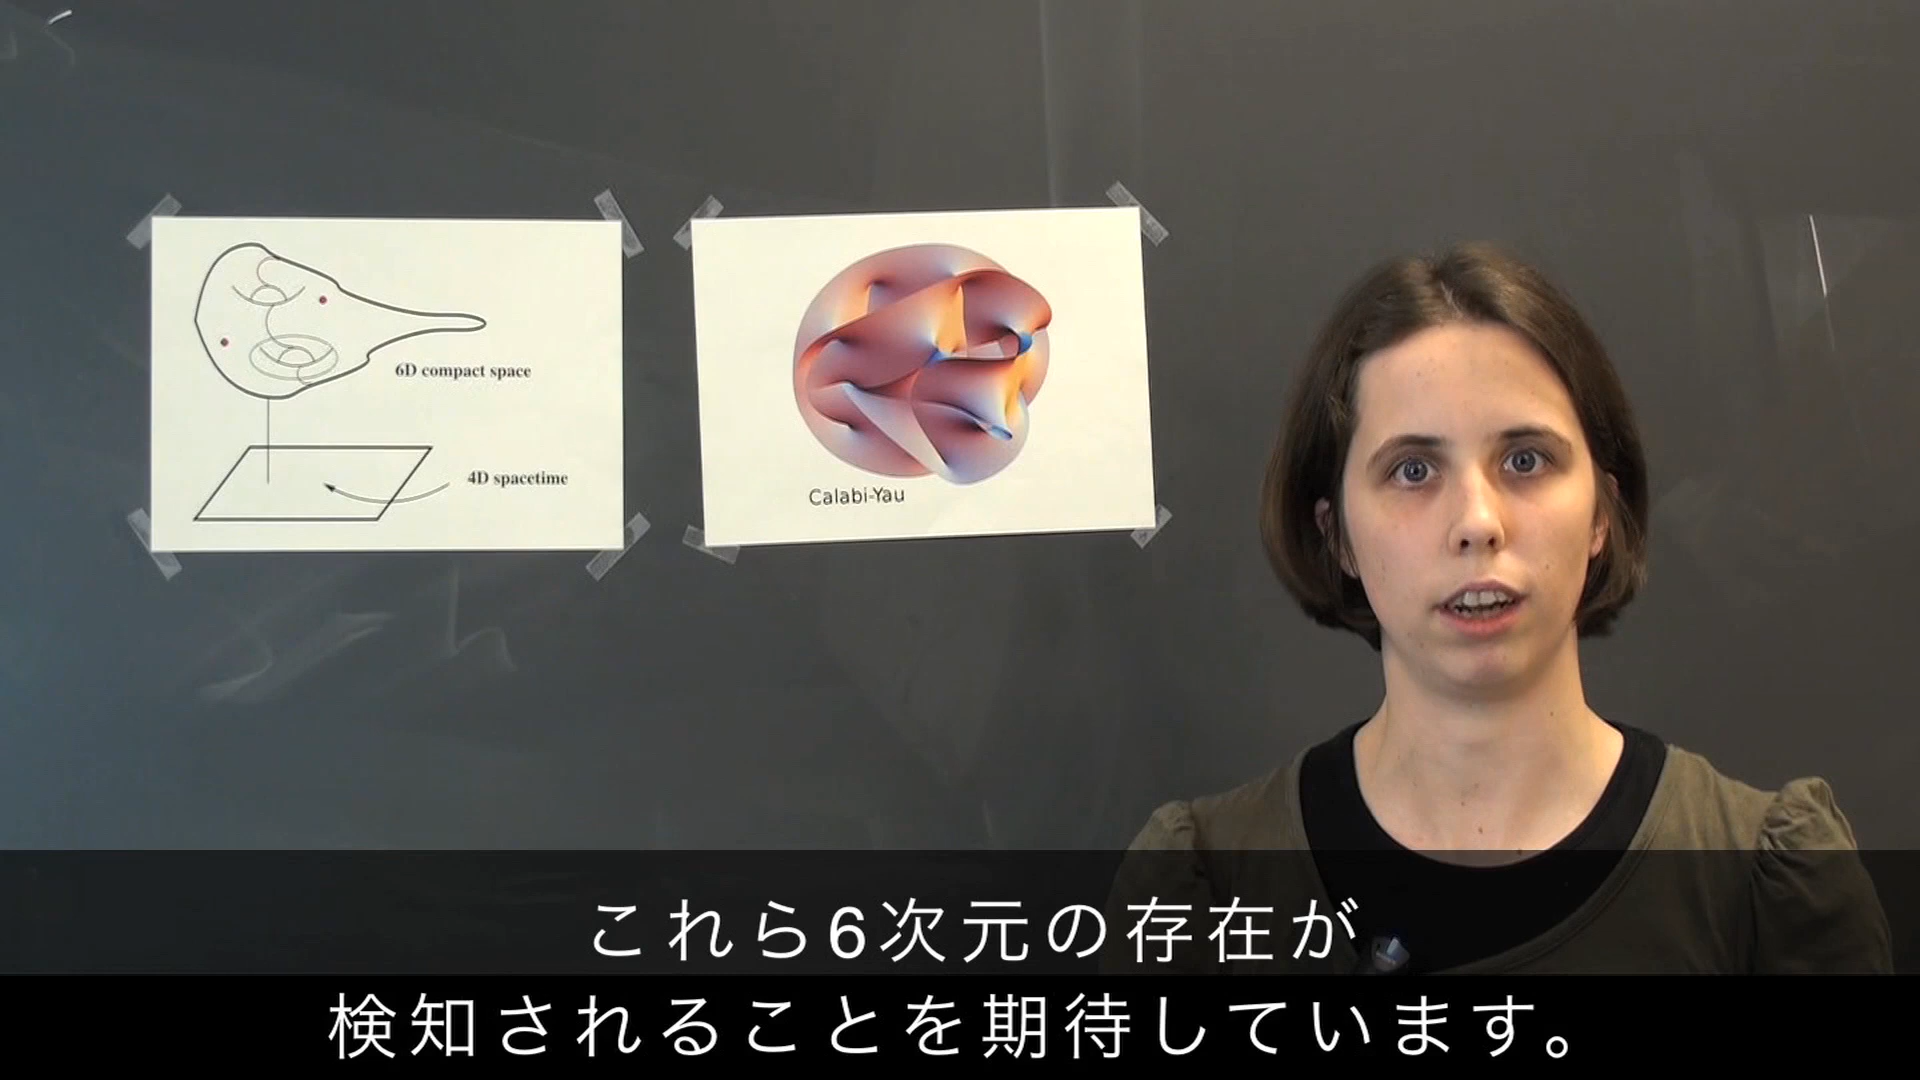 6D compact space
4D spacetime
Calabi-Yau
これら6次元の存在が
検知されることを期待しています。